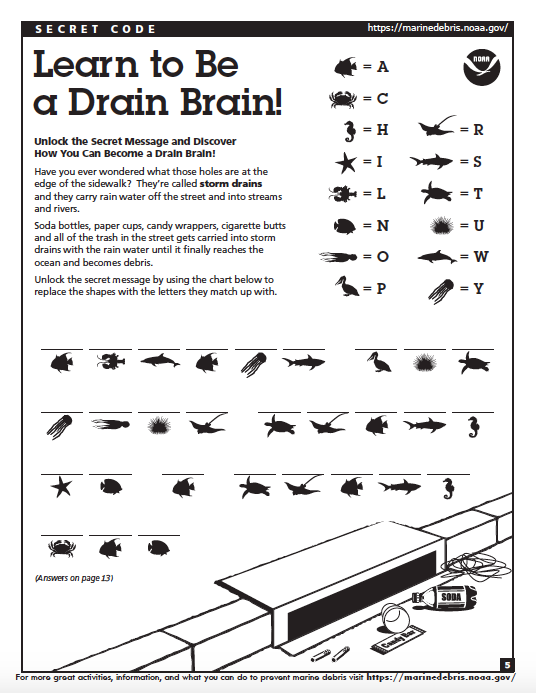 SECRET CODE
https://marinedebris.noaa.gov/
Learn to Be
a Drain Brain!
NOAA
= A
= C
= H
= R
= I
= S
= L
= T
= N
= U
= O
= W
= P
= Y
Unlock the Secret Message and Discover
How You Can Become a Drain Brain!
Have you ever wondered what those holes are at the
edge of the sidewalk? They're called storm drains
and they carry rain water off the street and into streams
and rivers.
Soda bottles, paper cups, candy wrappers, cigarette butts
and all of the trash in the street gets carried into storm
drains with the rain water until it finally reaches the
ocean and becomes debris.
Unlock the secret message by using the chart below to
replace the shapes with the letters they match up with.
(Answers on page 13)
SODA
Candy Bar
5
For more great activities, information, and what you can do to prevent marine debris visit https://marinedebris.noaa.gov/